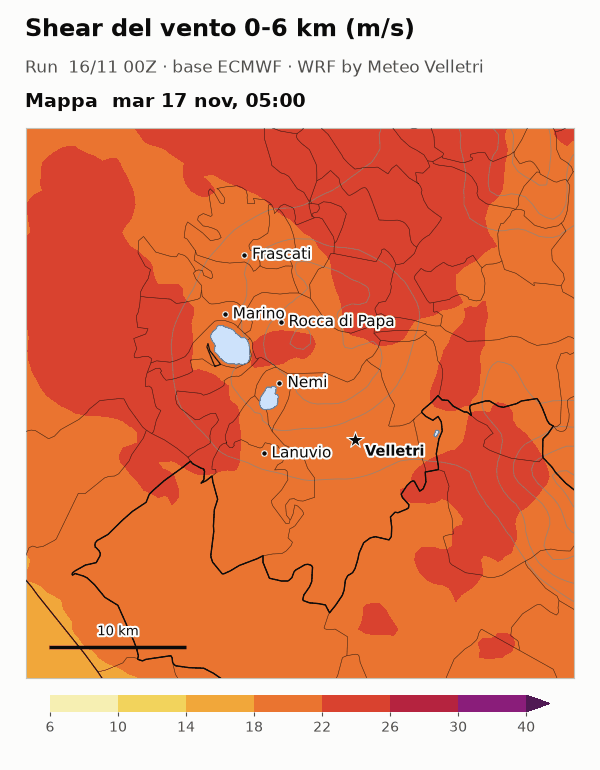 Shear del vento 0-6 km (m/s)
Run 16/11 00Z · base ECMWF · WRF by Meteo Velletri
Mappa mar 17 nov, 05:00
Frascati
Marino
Rocca di Papa
Nemi
Velletri
Lanuvio
10 km
6 10 14 18 22 26 30 40